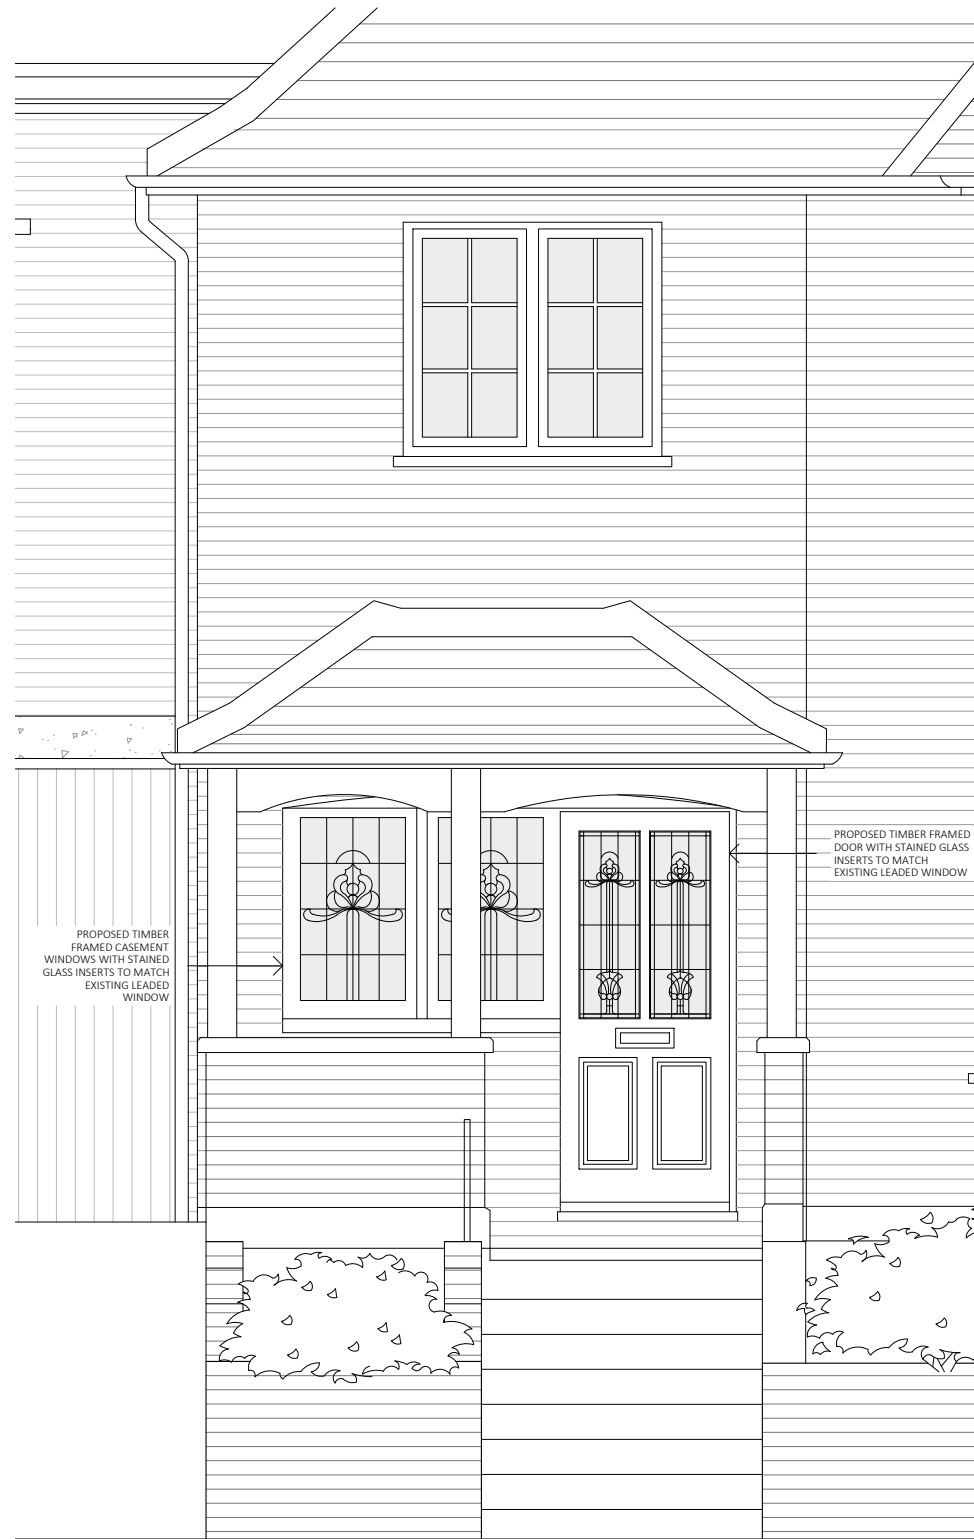 PROPOSED TIMBER FRAMED
DOOR WITH STAINED GLASS
INSERTS TO MATCH
EXISTING LEADED WINDOW
PROPOSED TIMBER
FRAMED CASEMENT
WINDOWS WITH STAINED
GLASS INSERTS TO MATCH
EXISTING LEADED
WINDOW